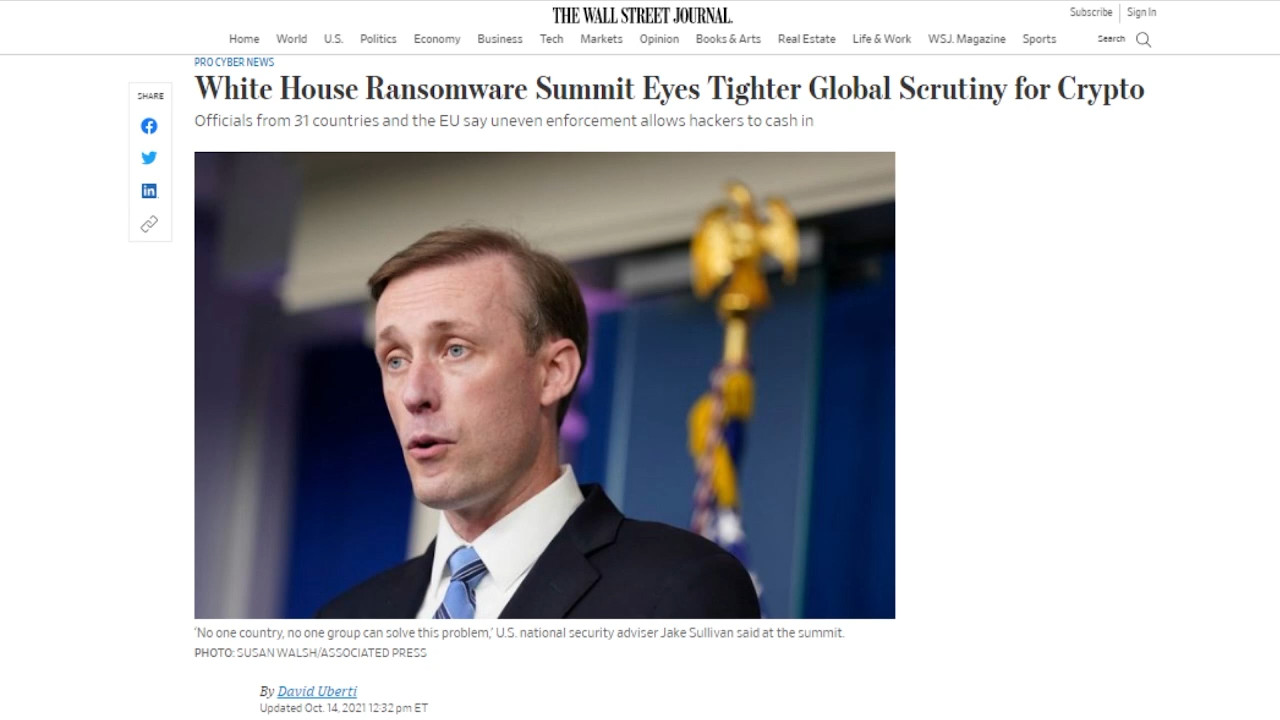 THE WALL STREET JOURNAL.
Subscribe Sign In
Home World U.S. Politics Economy Business Tech Markets Opinion Books & Arts Real Estate Life & Work WSJ. Magazine Sports Search
PRO CYBER NEWS
White House Ransomware Summit Eyes Tighter Global Scrutiny for Crypto
Officials from 31 countries and the EU say uneven enforcement allows hackers to cash in
SHARE
in
'No one country, no one group can solve this problem,' U.S. national security adviser Jake Sullivan said at the summit.
PHOTO: SUSAN WALSH/ASSOCIATED PRESS
By David Uberti
Updated Oct. 14, 2021 12:32 pm ET